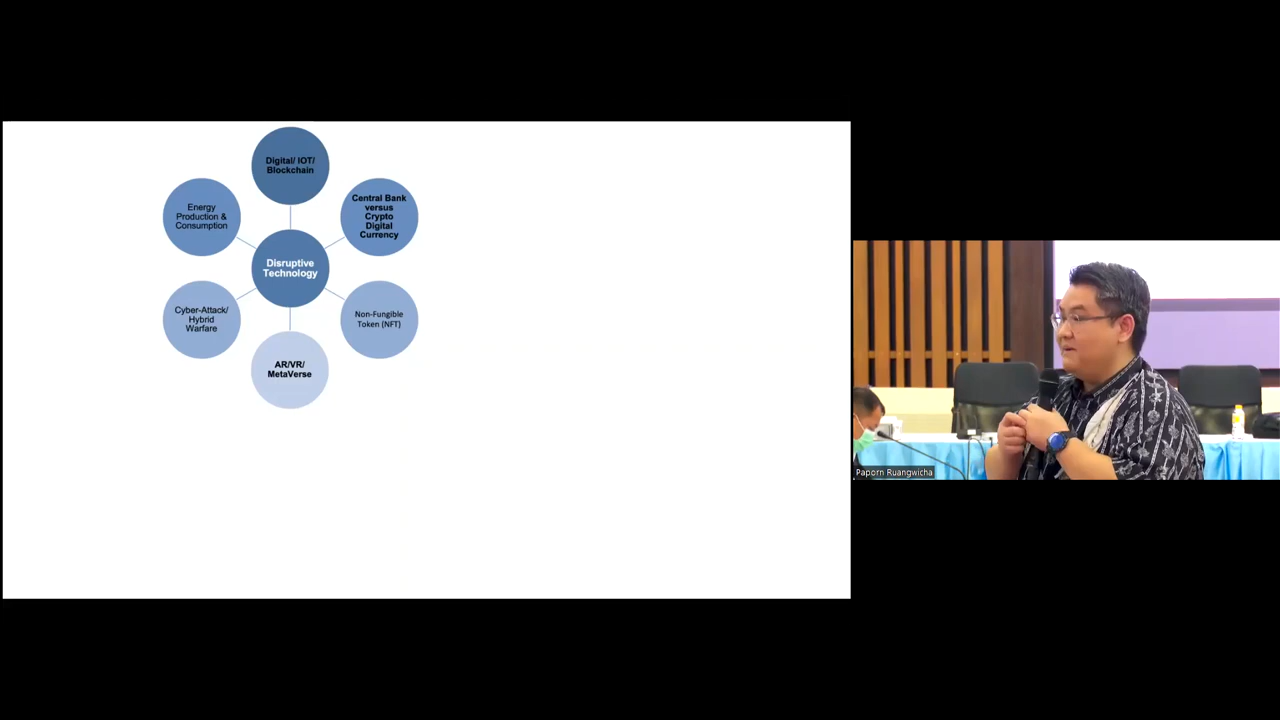 Digital/ IOT/
Blockchain
Energy
Production &
Consumption
Central Bank
versus
Crypto
Digital
Currency
Disruptive
Technology
Cyber-Attack/
Hybrid
Warfare
Non-Fungible
Token (NFT)
AR/VR/
MetaVerse
Paporn Ruangwicha